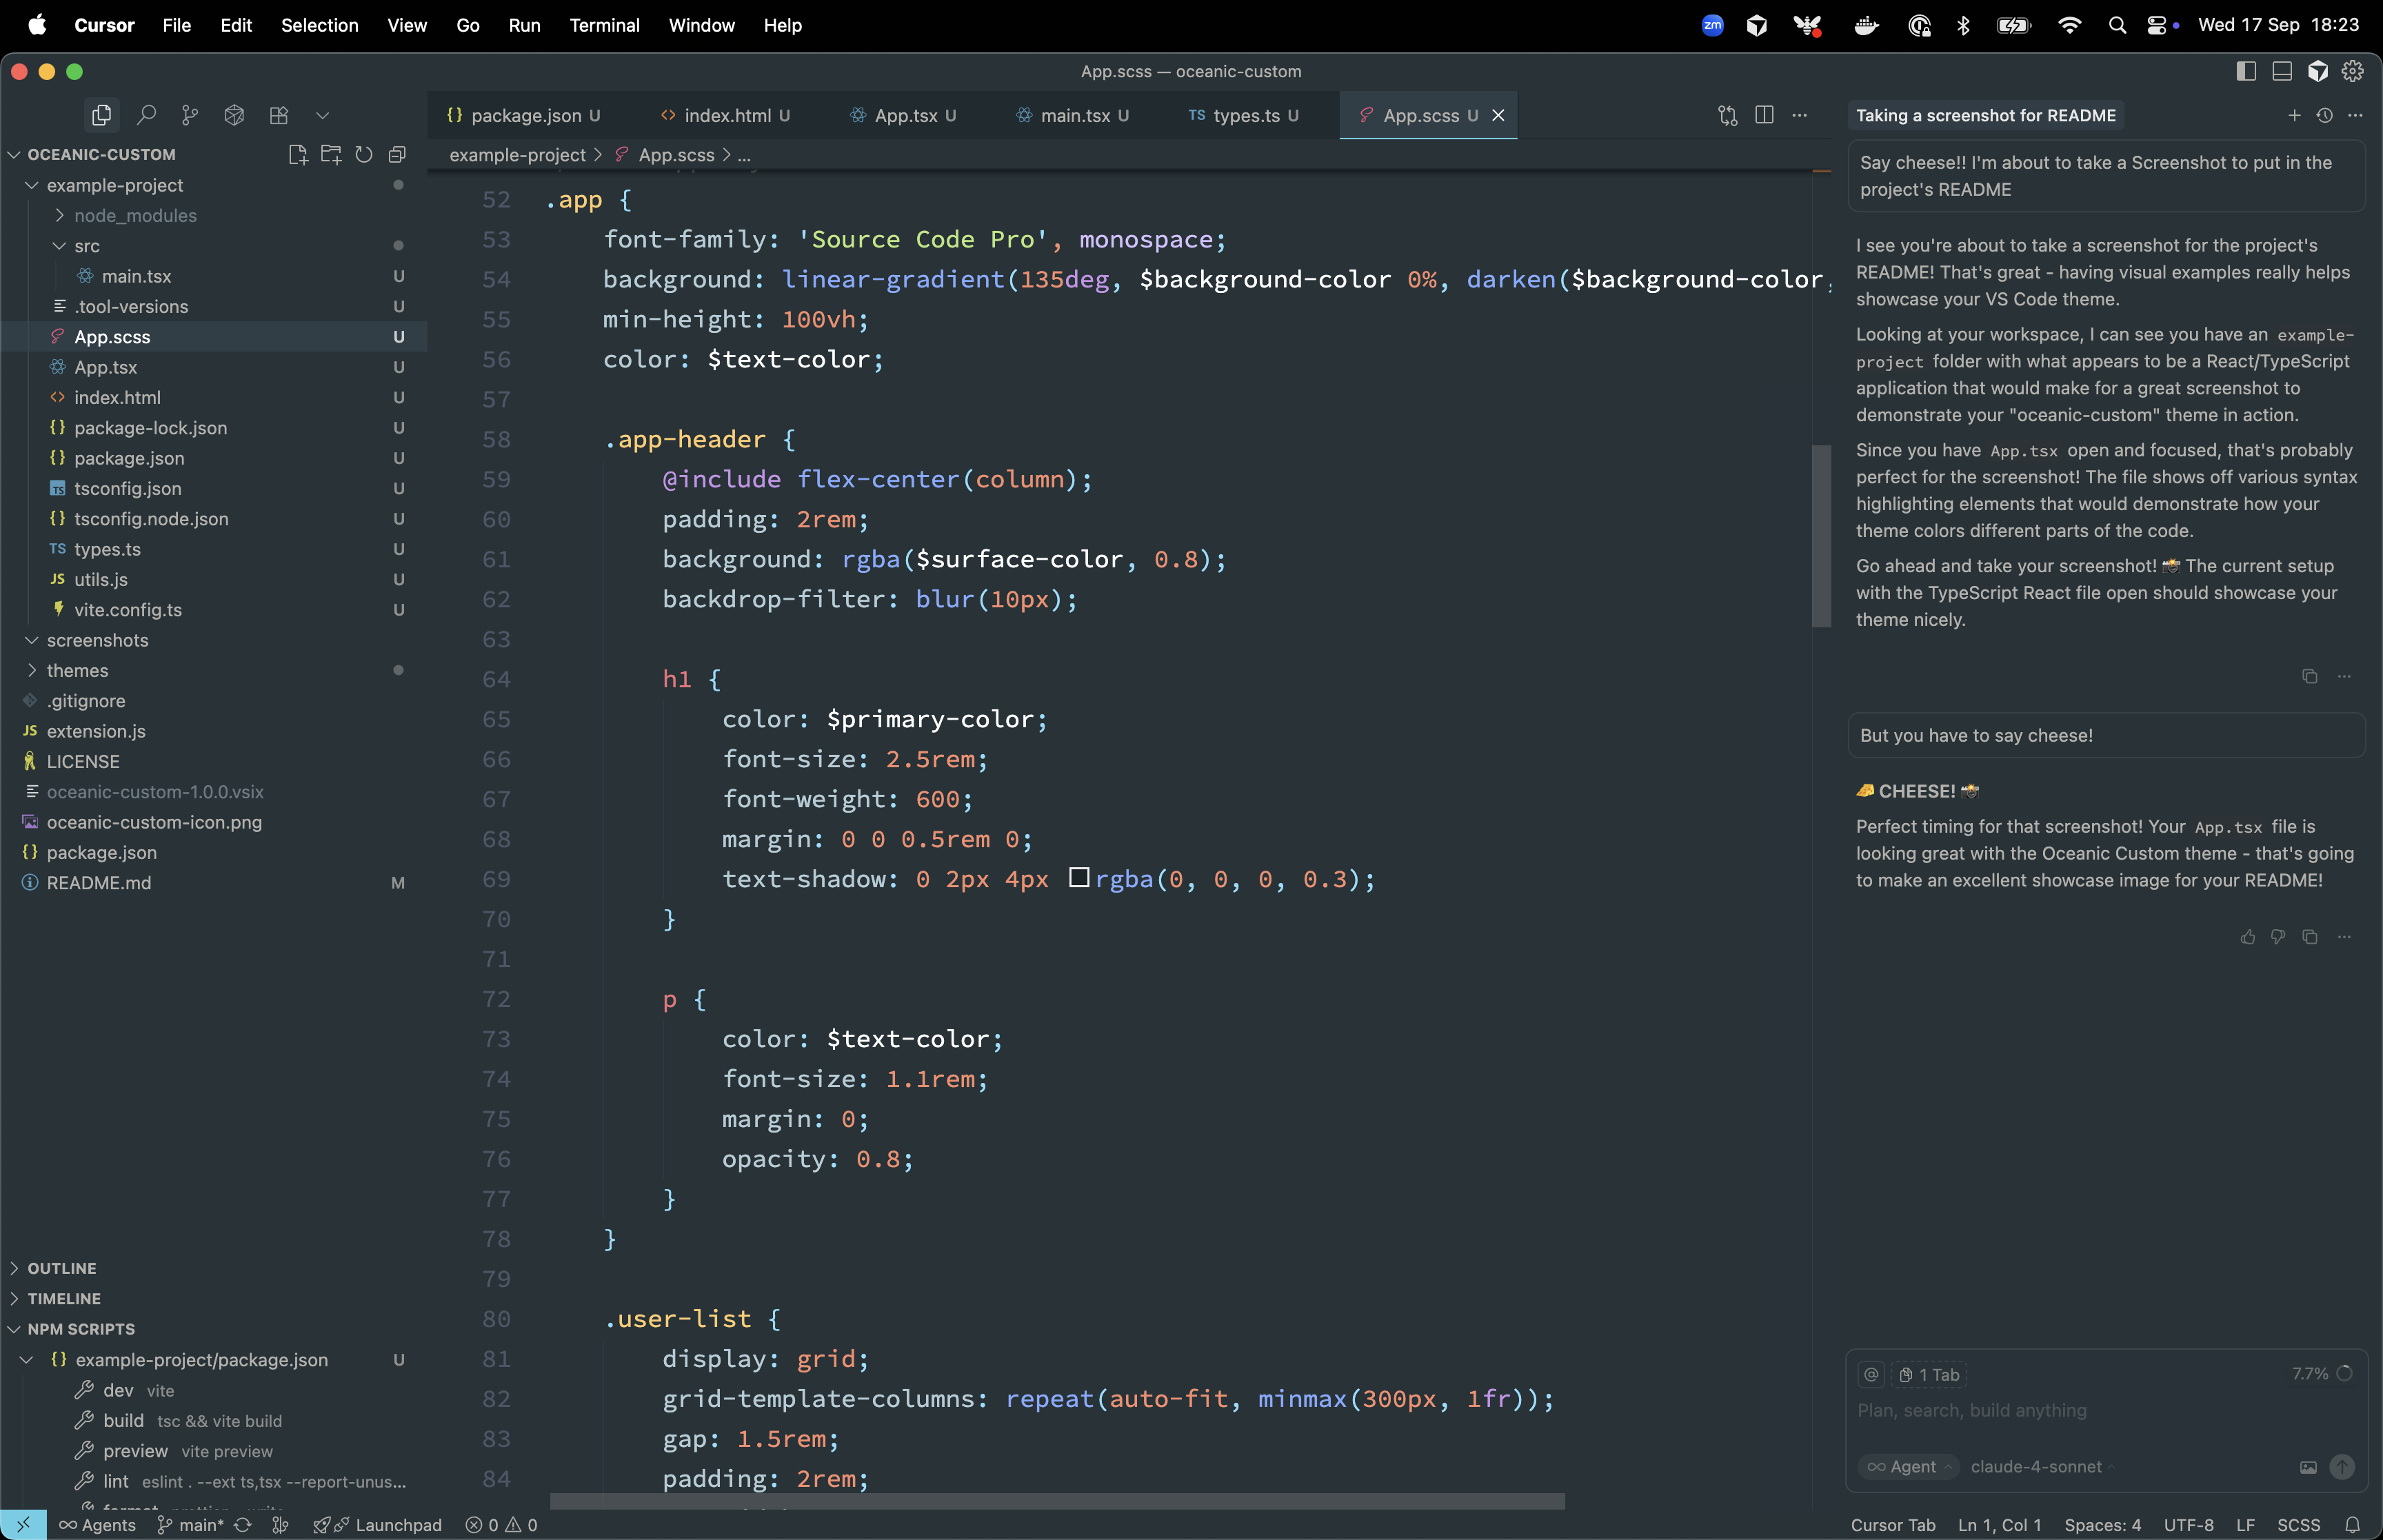 Cursor File Edit Selection View Go Run Terminal Window Help
zm
Wed 17 Sep 18:23
App.scss — oceanic-custom
{} package.json U
<> index.html U
App.tsx U
main.tsx U
TS types.ts U
App.scss U
example-project > App.scss > ...
OCEANIC-CUSTOM
example-project
node_modules
src
main.tsx U
.tool-versions U
App.scss U
App.tsx U
<> index.html U
{} package-lock.json U
{} package.json U
TS tsconfig.json U
{} tsconfig.node.json U
TS types.ts U
JS utils.js U
vite.config.ts U
screenshots
themes
.gitignore
JS extension.js
LICENSE
oceanic-custom-1.0.0.vsix
oceanic-custom-icon.png
{} package.json
README.md M
OUTLINE
TIMELINE
NPM SCRIPTS
{} example-project/package.json U
dev vite
build tsc && vite build
preview vite preview
lint eslint . --ext ts,tsx --report-unus...
52 .app {
53 font-family: 'Source Code Pro', monospace;
54 background: linear-gradient(135deg, $background-color 0%, darken($background-color,
55 min-height: 100vh;
56 color: $text-color;
57
58 .app-header {
59 @include flex-center(column);
60 padding: 2rem;
61 background: rgba($surface-color, 0.8);
62 backdrop-filter: blur(10px);
63
64 h1 {
65 color: $primary-color;
66 font-size: 2.5rem;
67 font-weight: 600;
68 margin: 0 0 0.5rem 0;
69 text-shadow: 0 2px 4px rgba(0, 0, 0, 0.3);
70 }
71
72 p {
73 color: $text-color;
74 font-size: 1.1rem;
75 margin: 0;
76 opacity: 0.8;
77 }
78 }
79
80 .user-list {
81 display: grid;
82 grid-template-columns: repeat(auto-fit, minmax(300px, 1fr));
83 gap: 1.5rem;
84 padding: 2rem;
Taking a screenshot for README
Say cheese!! I'm about to take a Screenshot to put in the
project's README
I see you're about to take a screenshot for the project's
README! That's great - having visual examples really helps
showcase your VS Code theme.
Looking at your workspace, I can see you have an example-
project folder with what appears to be a React/TypeScript
application that would make for a great screenshot to
demonstrate your "oceanic-custom" theme in action.
Since you have App.tsx open and focused, that's probably
perfect for the screenshot! The file shows off various syntax
highlighting elements that would demonstrate how your
theme colors different parts of the code.
Go ahead and take your screenshot! 📸 The current setup
with the TypeScript React file open should showcase your
theme nicely.
But you have to say cheese!
🧀 CHEESE! 📸
Perfect timing for that screenshot! Your App.tsx file is
looking great with the Oceanic Custom theme - that's going
to make an excellent showcase image for your README!
@ 1 Tab 7.7%
Plan, search, build anything
∞ Agent claude-4-sonnet
∞ Agents main* Launchpad 0 0
Cursor Tab Ln 1, Col 1 Spaces: 4 UTF-8 LF SCSS